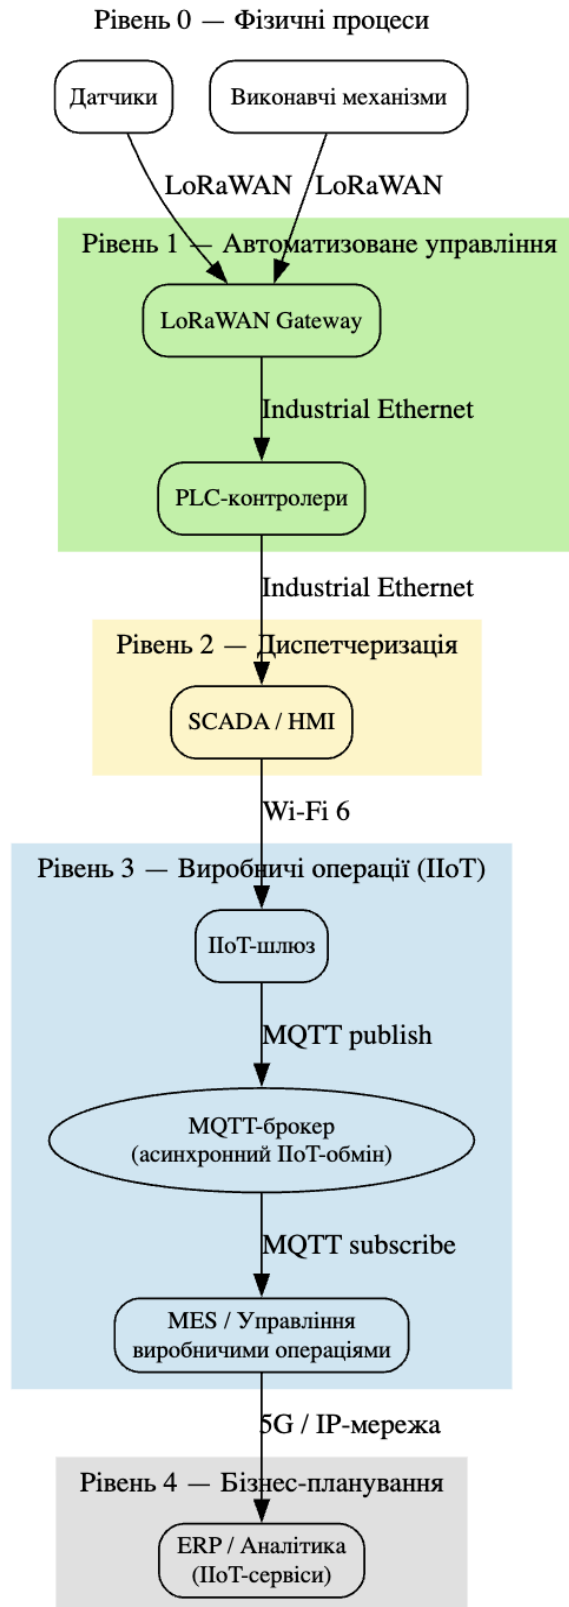 Рівень 0 — Фізичні процеси
Датчики
Виконавчі механізми
LoRaWAN
LoRaWAN
Рівень 1 — Автоматизоване управління
LoRaWAN Gateway
Industrial Ethernet
PLC-контролери
Industrial Ethernet
Рівень 2 — Диспетчеризація
SCADA / HMI
Wi-Fi 6
Рівень 3 — Виробничі операції (IIoT)
IIoT-шлюз
MQTT publish
MQTT-брокер
(асинхронний IIoT-обмін)
MQTT subscribe
MES / Управління
виробничими операціями
5G / IP-мережа
Рівень 4 — Бізнес-планування
ERP / Аналітика
(IIoT-сервіси)